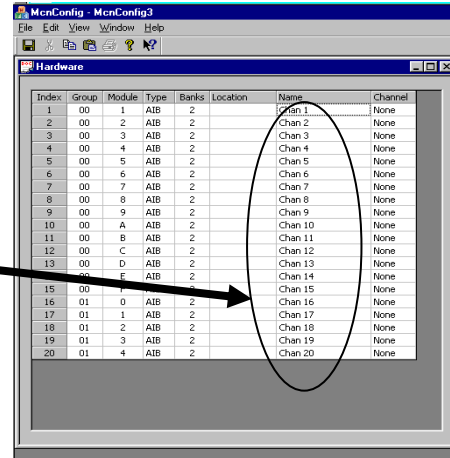 McnConfig - McnConfig3
File Edit View Window Help
Hardware
Index Group Module Type Banks Location Name Channel
1 00 1 AIB 2 Chan 1 None
2 00 2 AIB 2 Chan 2 None
3 00 3 AIB 2 Chan 3 None
4 00 4 AIB 2 Chan 4 None
5 00 5 AIB 2 Chan 5 None
6 00 6 AIB 2 Chan 6 None
7 00 7 AIB 2 Chan 7 None
8 00 8 AIB 2 Chan 8 None
9 00 9 AIB 2 Chan 9 None
10 00 A AIB 2 Chan 10 None
11 00 B AIB 2 Chan 11 None
12 00 C AIB 2 Chan 12 None
13 00 D AIB 2 Chan 13 None
14 00 E AIB 2 Chan 14 None
15 00 AIB 2 Chan 15 None
16 01 0 AIB 2 Chan 16 None
17 01 1 AIB 2 Chan 17 None
18 01 2 AIB 2 Chan 18 None
19 01 3 AIB 2 Chan 19 None
20 01 4 AIB 2 Chan 20 None